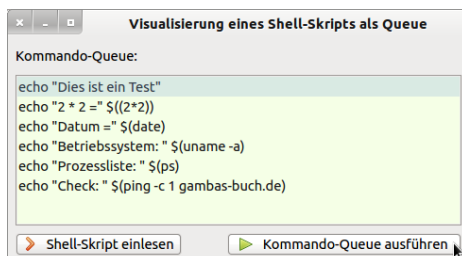 Visualisierung eines Shell-Skripts als Queue
Kommando-Queue:
echo "Dies ist ein Test"
echo "2 * 2 =" $((2*2))
echo "Datum =" $(date)
echo "Betriebssystem: " $(uname -a)
echo "Prozessliste: " $(ps)
echo "Check: " $(ping -c 1 gambas-buch.de)
Shell-Skript einlesen
Kommando-Queue ausführen